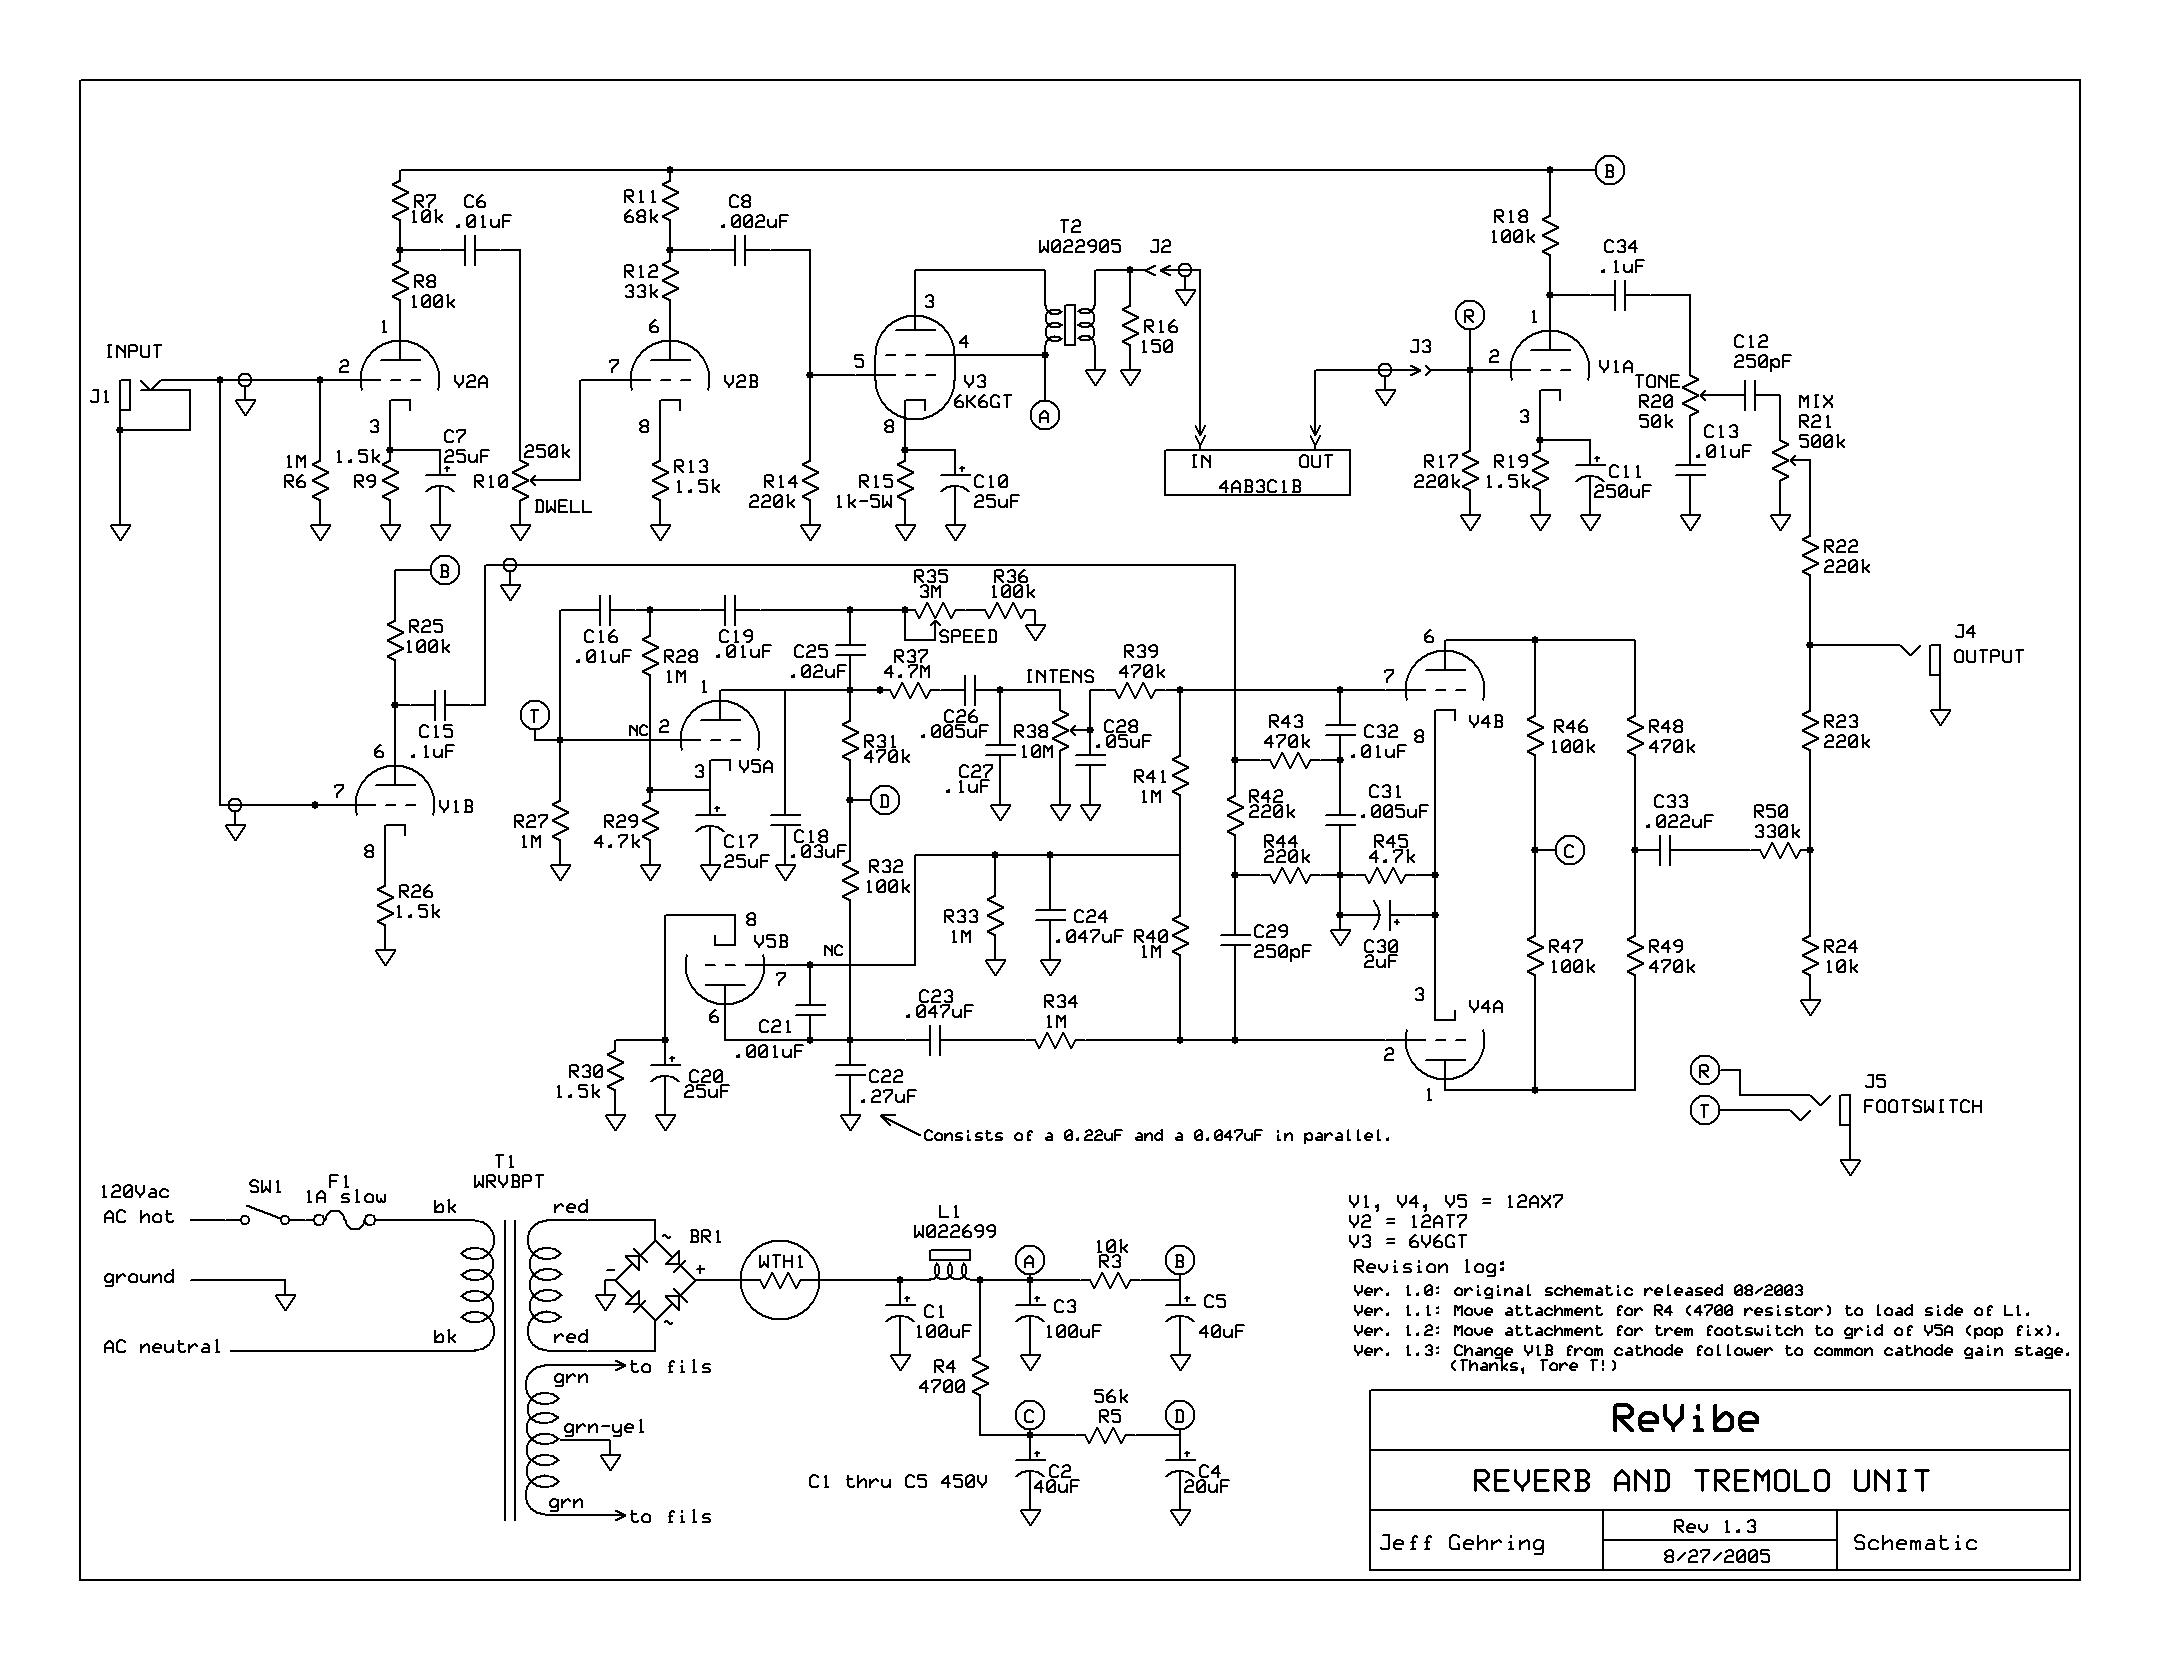 B
R7
10k
C6
.01uF
R11
68k
C8
.002uF
T2
W022905
J2
R18
100k
C34
.1uF
R8
100k
R12
33k
1
6
3
4
5
R16
150
R
J3
1
2
V1A
C12
250pF
INPUT
J1
2
V2A
7
V2B
V3
6K6GT
A
TONE
R20
50k
MIX
R21
500k
3
C7
25uF
8
8
3
C13
.01uF
1M
R6
1.5k
R9
R10
250k
DWELL
R13
1.5k
R14
220k
R15
1k-5W
C10
25uF
IN
OUT
4AB3C1B
R17
220k
R19
1.5k
C11
250uF
B
R22
220k
R35
3M
R36
100k
SPEED
R25
100k
C16
.01uF
R28
1M
C19
.01uF
C25
.02uF
R37
4.7M
INTENS
R39
470k
6
7
J4
OUTPUT
T
NC
2
1
V5A
3
C15
.1uF
R31
470k
C26
.005uF
R38
10M
C28
.05uF
C27
.1uF
R43
470k
C32
.01uF
8
V4B
R46
100k
R48
470k
R23
220k
6
7
V1B
8
D
R41
1M
R42
220k
C31
.005uF
C33
.022uF
R50
330k
C
R27
1M
R29
4.7k
C17
25uF
C18
.03uF
R44
220k
R45
4.7k
R26
1.5k
R32
100k
8
V5B
NC
7
6
R33
1M
C24
.047uF
R40
1M
C29
250pF
C30
2uF
R47
100k
R49
470k
R24
10k
C21
.001uF
C23
.047uF
R34
1M
3
V4A
2
1
R30
1.5k
C20
25uF
C22
.27uF
Consists of a 0.22uF and a 0.047uF in parallel.
R
T
J5
FOOTSWITCH
120Vac
AC hot
SW1
F1
1A slow
T1
WRVBPT
bk
red
BR1
~
-
+
~
WTH1
L1
W022699
A
10k
R3
B
ground
C1
100uF
C3
100uF
C5
40uF
AC neutral
bk
red
to fils
grn
grn-yel
grn
to fils
R4
4700
C
56k
R5
D
C2
40uF
C4
20uF
C1 thru C5 450V
V1, V4, V5 = 12AX7
V2 = 12AT7
V3 = 6V6GT
Revision log:
Ver. 1.0: original schematic released 08/2003
Ver. 1.1: Move attachment for R4 (4700 resistor) to load side of L1.
Ver. 1.2: Move attachment for trem footswitch to grid of V5A (pop fix).
Ver. 1.3: Change V1B from cathode follower to common cathode gain stage.
(Thanks, Tore T!)
ReVibe
REVERB AND TREMOLO UNIT
Jeff Gehring
Rev 1.3
8/27/2005
Schematic